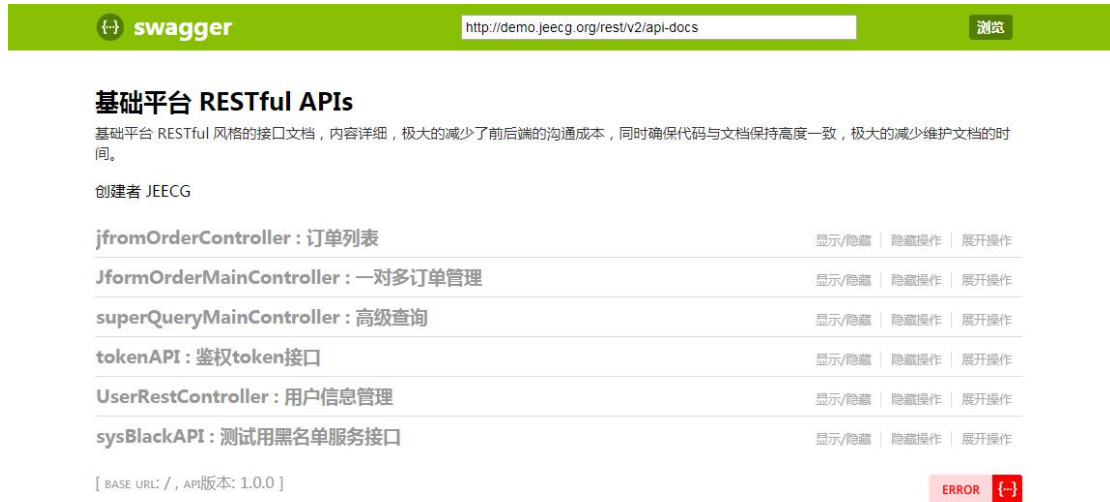 {···} swagger http://demo.jeecg.org/rest/v2/api-docs 浏览
基础平台 RESTful APIs
基础平台 RESTful 风格的接口文档，内容详细，极大的减少了前后端的沟通成本，同时确保代码与文档保持高度一致，极大的减少维护文档的时
间。
创建者 JEECG
jfromOrderController : 订单列表 显示/隐藏 隐藏操作 展开操作
JformOrderMainController : 一对多订单管理 显示/隐藏 隐藏操作 展开操作
superQueryMainController : 高级查询 显示/隐藏 隐藏操作 展开操作
tokenAPI : 鉴权token接口 显示/隐藏 隐藏操作 展开操作
UserRestController : 用户信息管理 显示/隐藏 隐藏操作 展开操作
sysBlackAPI : 测试用黑名单服务接口 显示/隐藏 隐藏操作 展开操作
[ BASE URL: / , API版本: 1.0.0 ] ERROR {···}